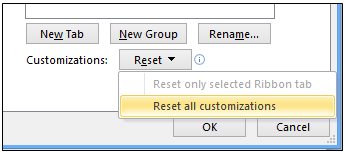 New Tab New Group Rename...
Customizations: Reset
Reset only selected Ribbon tab
Reset all customizations
OK Cancel